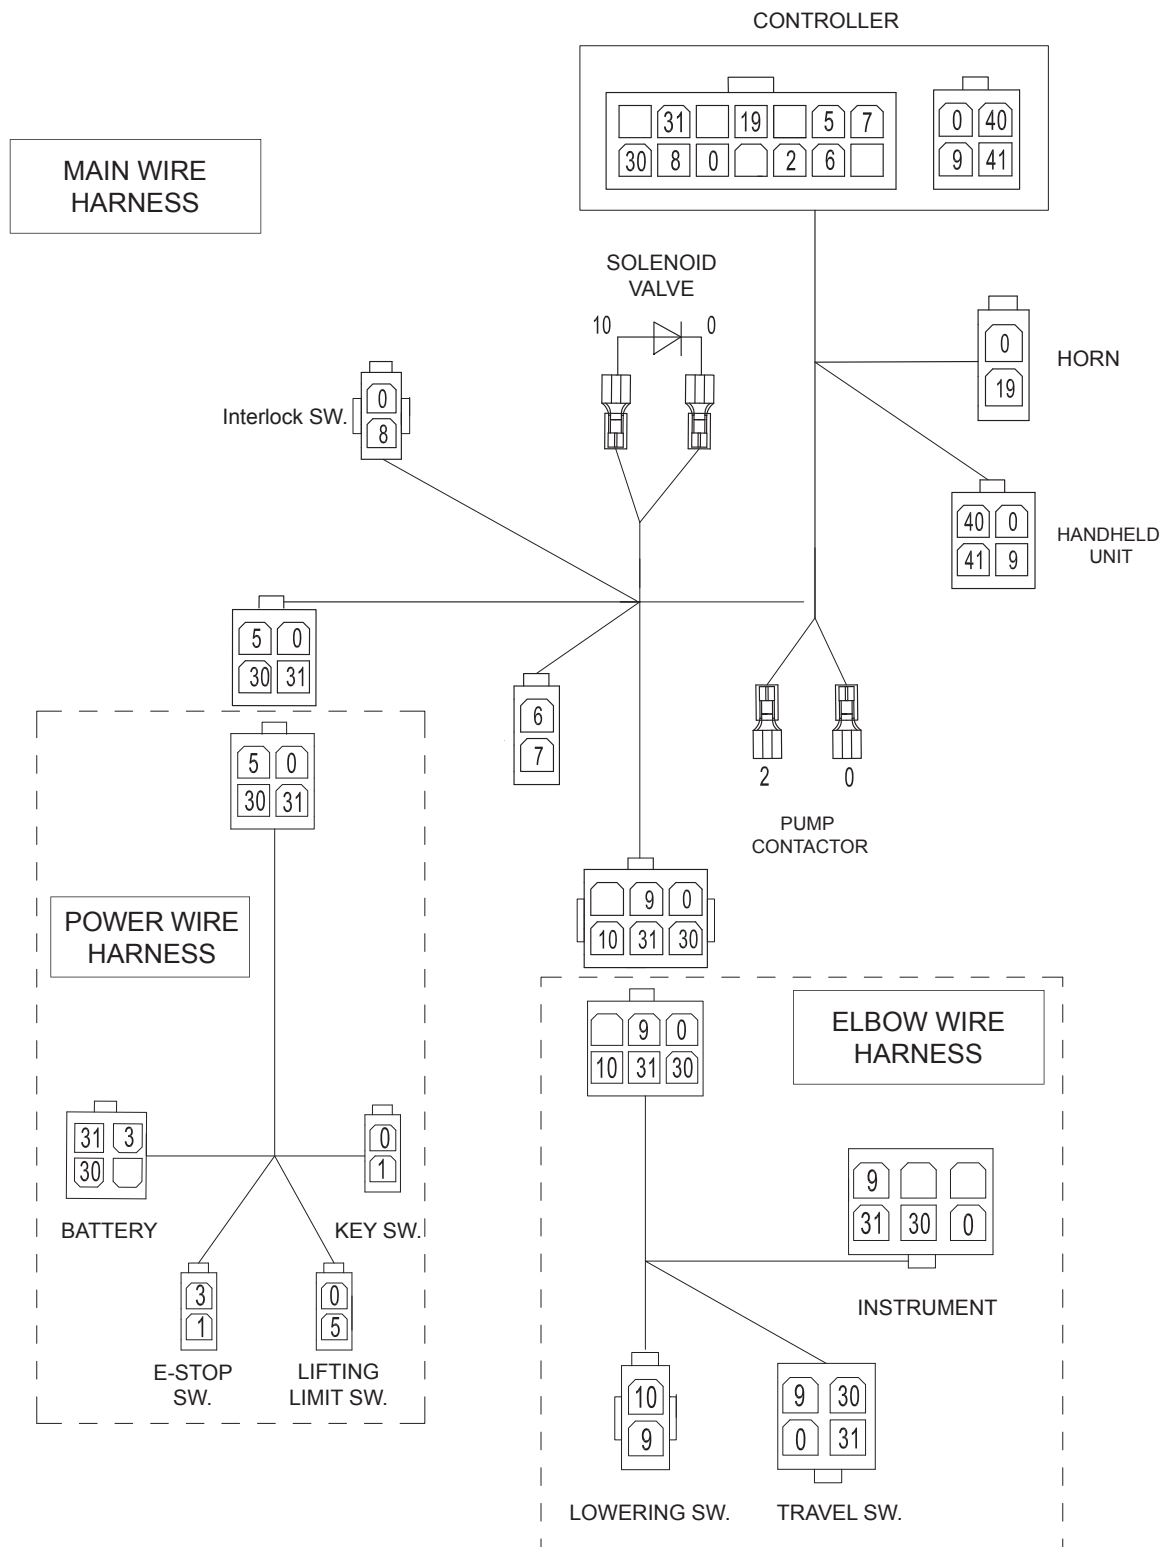 CONTROLLER
31 19 5 7
30 8 0 2 6
0 40
9 41
MAIN WIRE
HARNESS
SOLENOID
VALVE
10 0
0
19
HORN
Interlock SW.
0
8
40 0
41 9
HANDHELD
UNIT
5 0
30 31
6
7
2 0
PUMP
CONTACTOR
5 0
30 31
POWER WIRE
HARNESS
9 0
10 31 30
9 0
10 31 30
ELBOW WIRE
HARNESS
31 3
30
BATTERY
0
1
KEY SW.
3
1
E-STOP
SW.
0
5
LIFTING
LIMIT SW.
9
31 30 0
INSTRUMENT
10
9
LOWERING SW.
9 30
0 31
TRAVEL SW.